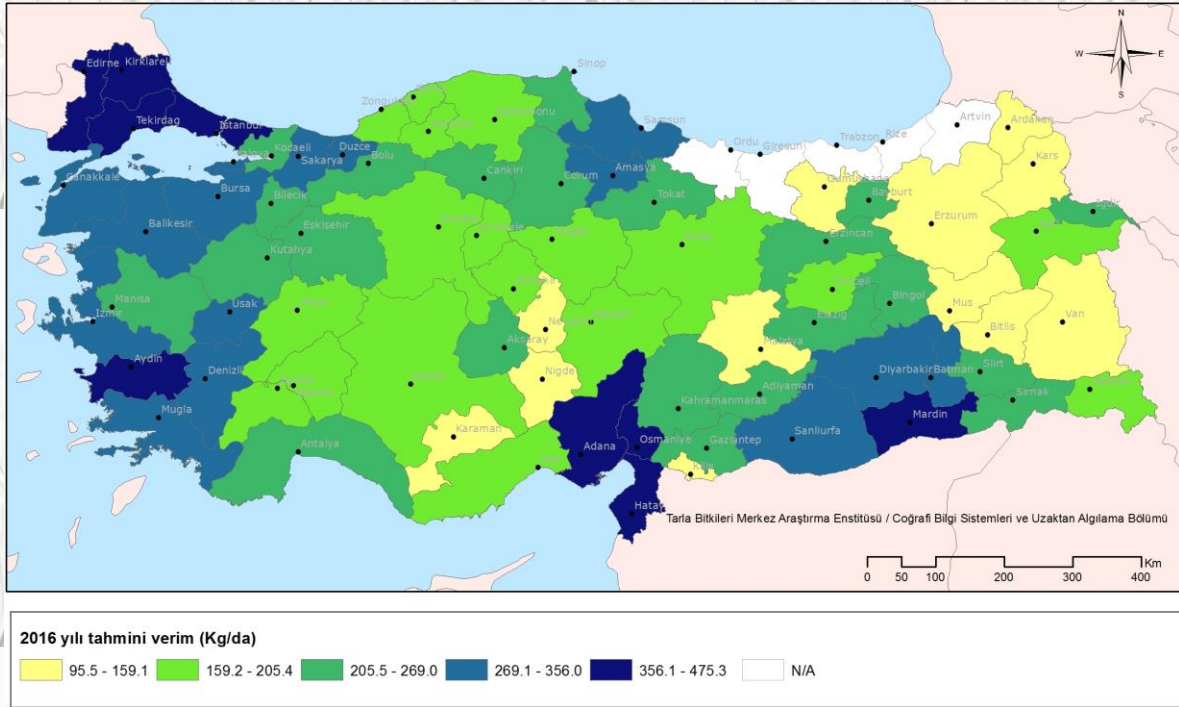 N
W E
S
Sinop
Edirne Kirklareli
Zonguldak
Samsun
Artvin
Ardahan
Tekirdag
Istanbul
Ordu
Giresun
Trabzon
Rize
Kocaeli
Sakarya
Duzce
Bolu
Kars
Canakkale
Bursa
Cankiri
Corum
Amasya
Tokat
Gumushane
Bayburt
Igdir
Bilecik
Balikesir
Eskisehir
Erzurum
Erzincan
Kutahya
Manisa
Izmir
Usak
Bingol
Mus
Van
Elazig
Bitlis
Aksaray
Malatya
Aydin
Denizli
Nigde
Diyarbakir
Batman
Siirt
Sirnak
Adiyaman
Kahramanmaras
Mugla
Mardin
Karaman
Antalya
Adana
Osmaniye
Gaziantep
Sanliurfa
Kilis
Hatay
Tarla Bitkileri Merkez Araştırma Enstitüsü / Coğrafi Bilgi Sistemleri ve Uzaktan Algılama Bölümü
Km
0 50 100 200 300 400
2016 yılı tahmini verim (Kg/da)
95.5 - 159.1 159.2 - 205.4 205.5 - 269.0 269.1 - 356.0 356.1 - 475.3 N/A